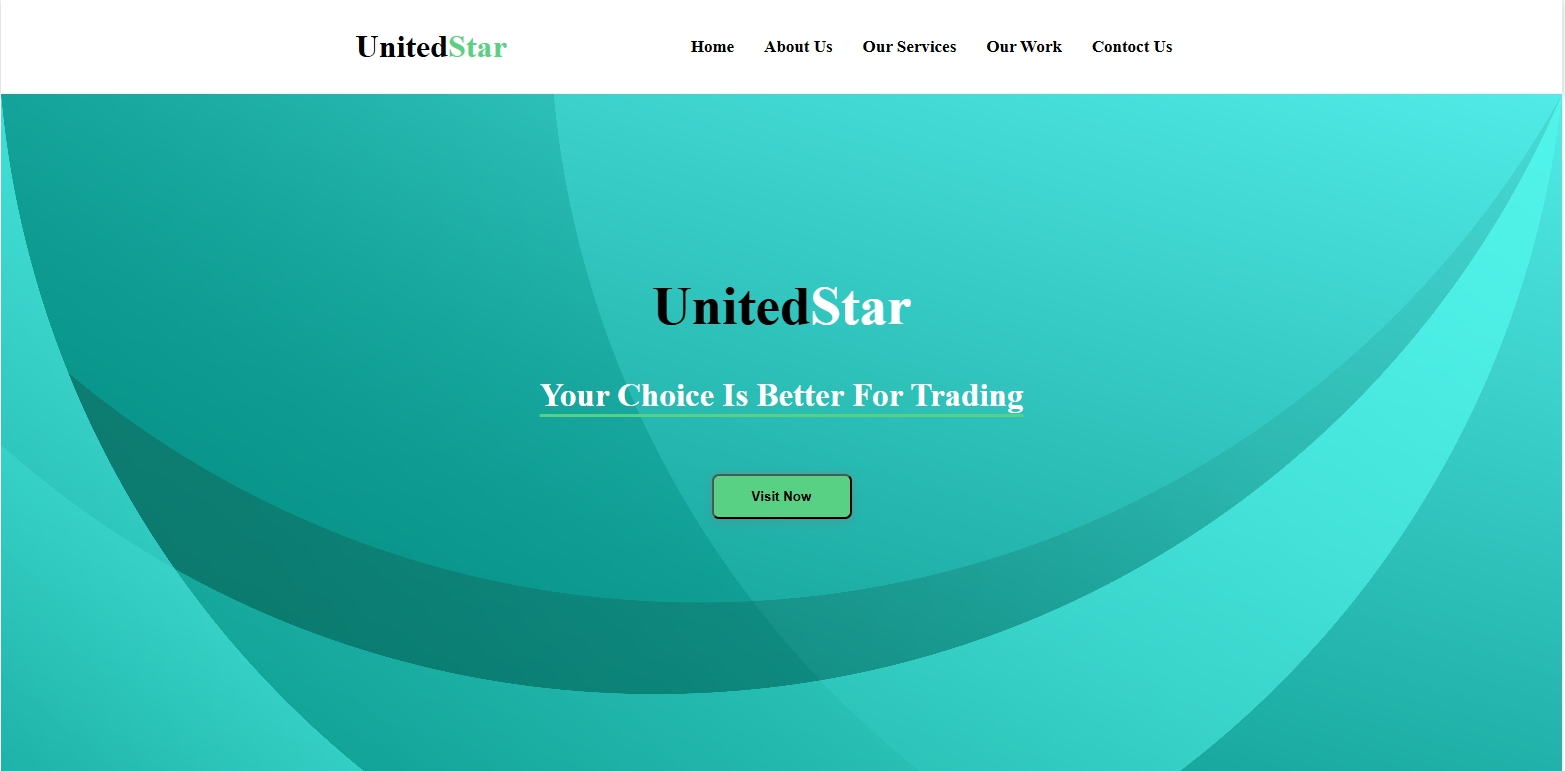 UnitedStar
Home About Us Our Services Our Work Contoct Us
UnitedStar
Your Choice Is Better For Trading
Visit Now